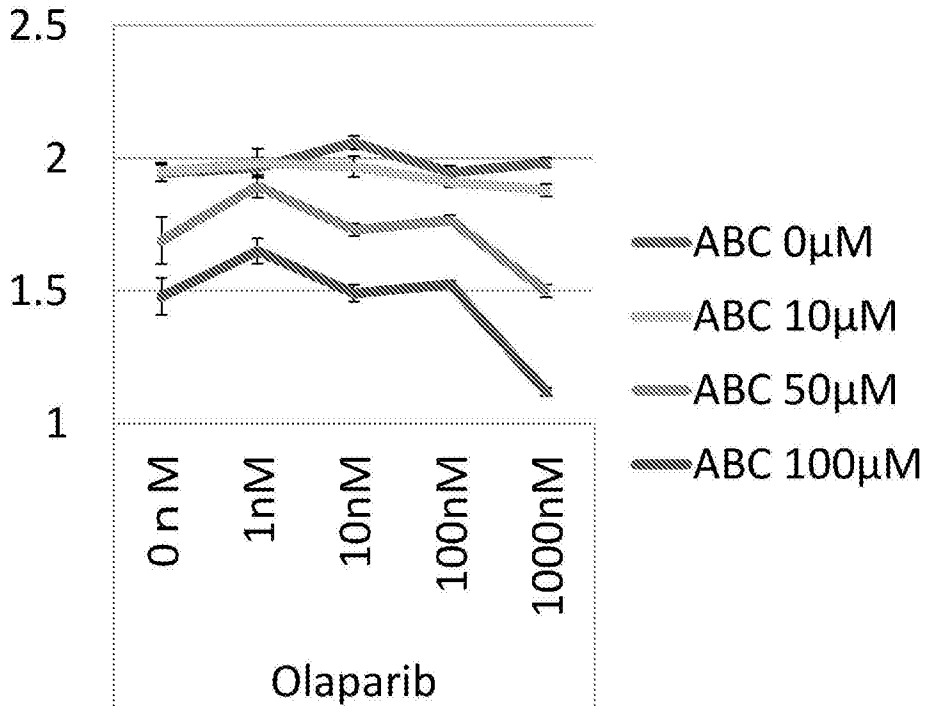 2.5
2
1.5
1
ABC 0µM
ABC 10µM
ABC 50µM
ABC 100µM
0 n M
1nM
10nM
100nM
1000nM
Olaparib